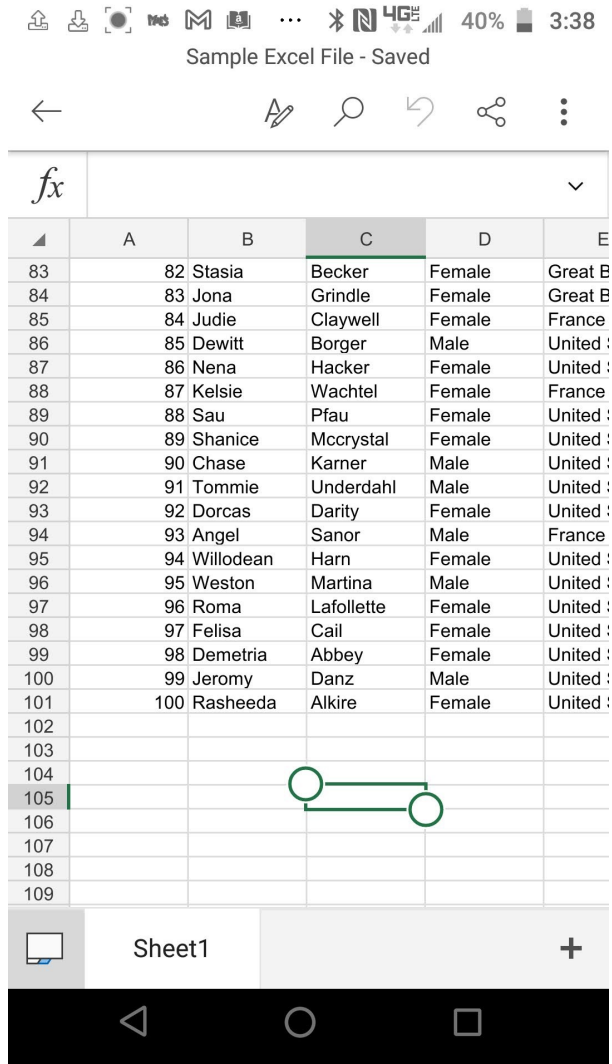 4G LTE 40% 3:38
Sample Excel File - Saved
fx
A B C D E
83 82 Stasia Becker Female Great B
84 83 Jona Grindle Female Great B
85 84 Judie Claywell Female France
86 85 Dewitt Borger Male United
87 86 Nena Hacker Female United
88 87 Kelsie Wachtel Female France
89 88 Sau Pfau Female United
90 89 Shanice Mccrystal Female United
91 90 Chase Karner Male United
92 91 Tommie Underdahl Male United
93 92 Dorcas Darity Female United
94 93 Angel Sanor Male France
95 94 Willodean Harn Female United
96 95 Weston Martina Male United
97 96 Roma Lafollette Female United
98 97 Felisa Cail Female United
99 98 Demetria Abbey Female United
100 99 Jeromy Danz Male United
101 100 Rasheeda Alkire Female United
102
103
104
105
106
107
108
109
Sheet1 +